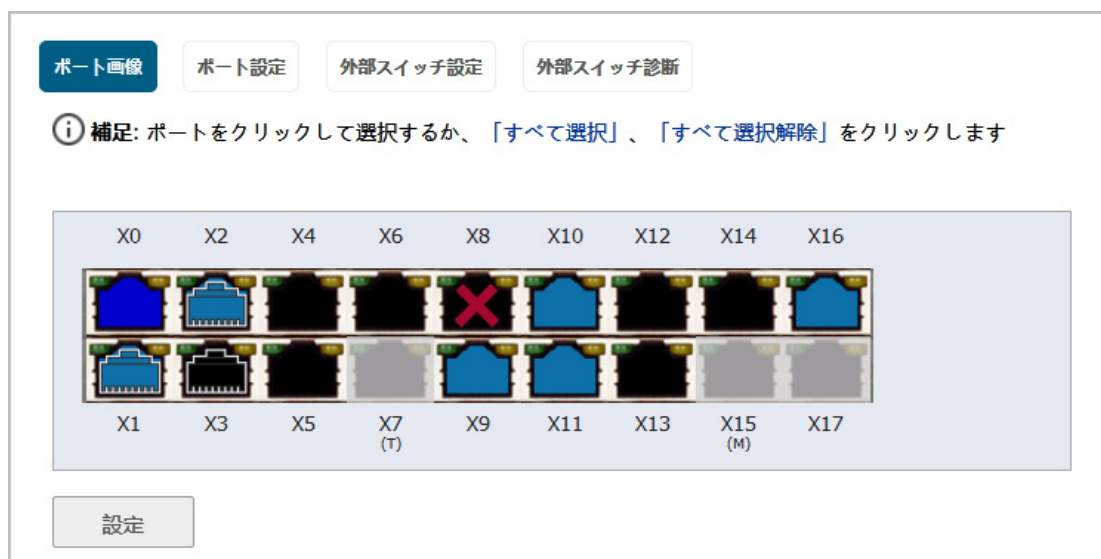 ポート画像 ポート設定 外部スイッチ設定 外部スイッチ診断
補足: ポートをクリックして選択するか、「すべて選択」、「すべて選択解除」をクリックします
X0 X2 X4 X6 X8 X10 X12 X14 X16
X1 X3 X5 X7 X9 X11 X13 X15 X17
(T) (M)
設定